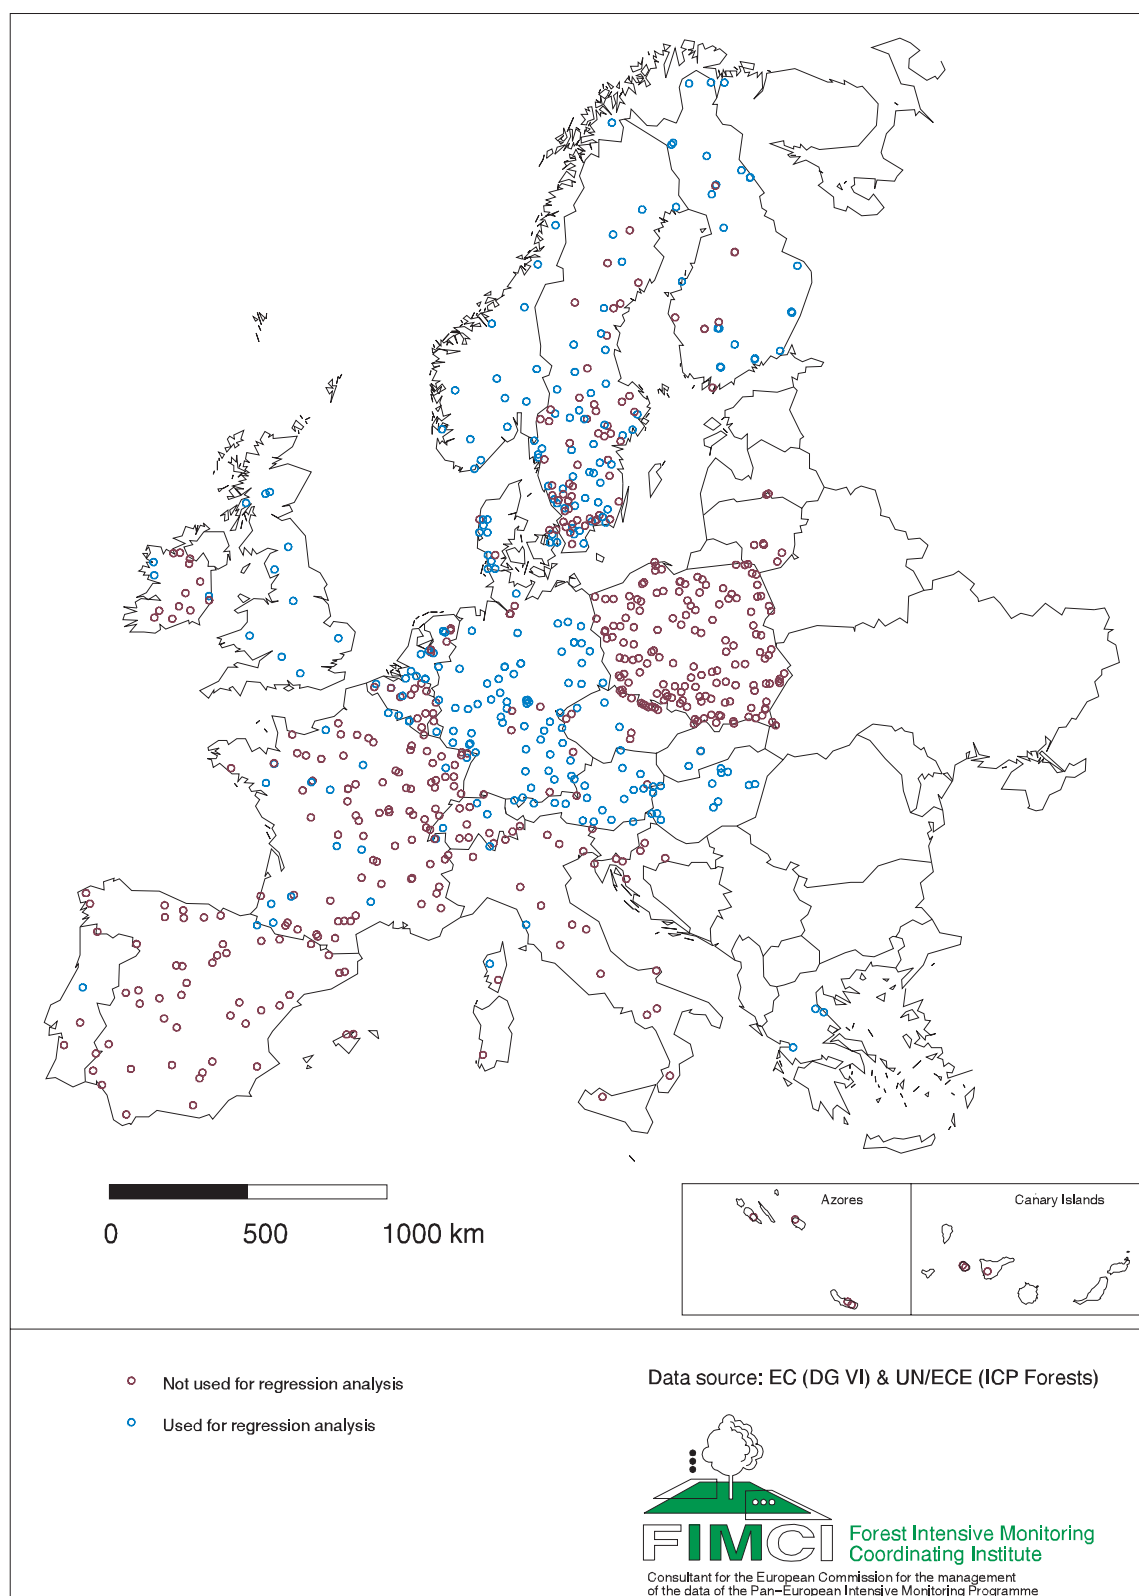 Azores
Canary Islands
0 500 1000 km
Not used for regression analysis
Used for regression analysis
Data source: EC (DG VI) & UN/ECE (ICP Forests)
FIMCI
Forest Intensive Monitoring
Coordinating Institute
Consultant for the European Commission for the management
of the data of the Pan-European Intensive Monitoring Programme